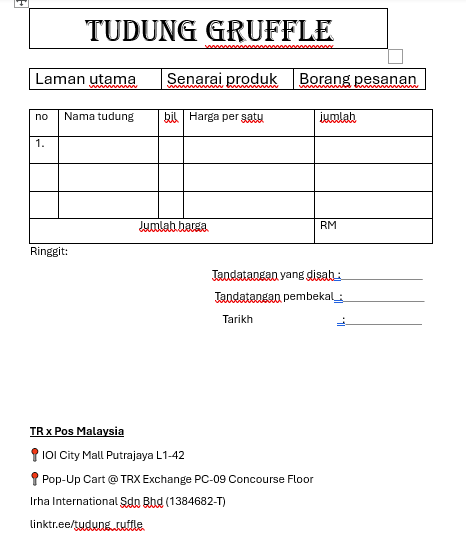 TUDUNG GRUFFLE
Laman utama Senarai produk Borang pesanan
no Nama tudung bil Harga per satu jumlah
1.
Jumlah harga RM
Ringgit:
Tandatangan yang disah :
Tandatangan pembekal :
Tarikh :
TR x Pos Malaysia
📍 IOI City Mall Putrajaya L1-42
📍 Pop-Up Cart @ TRX Exchange PC-09 Concourse Floor
Irha International Sdn Bhd (1384682-T)
linktr.ee/tudung_ruffle